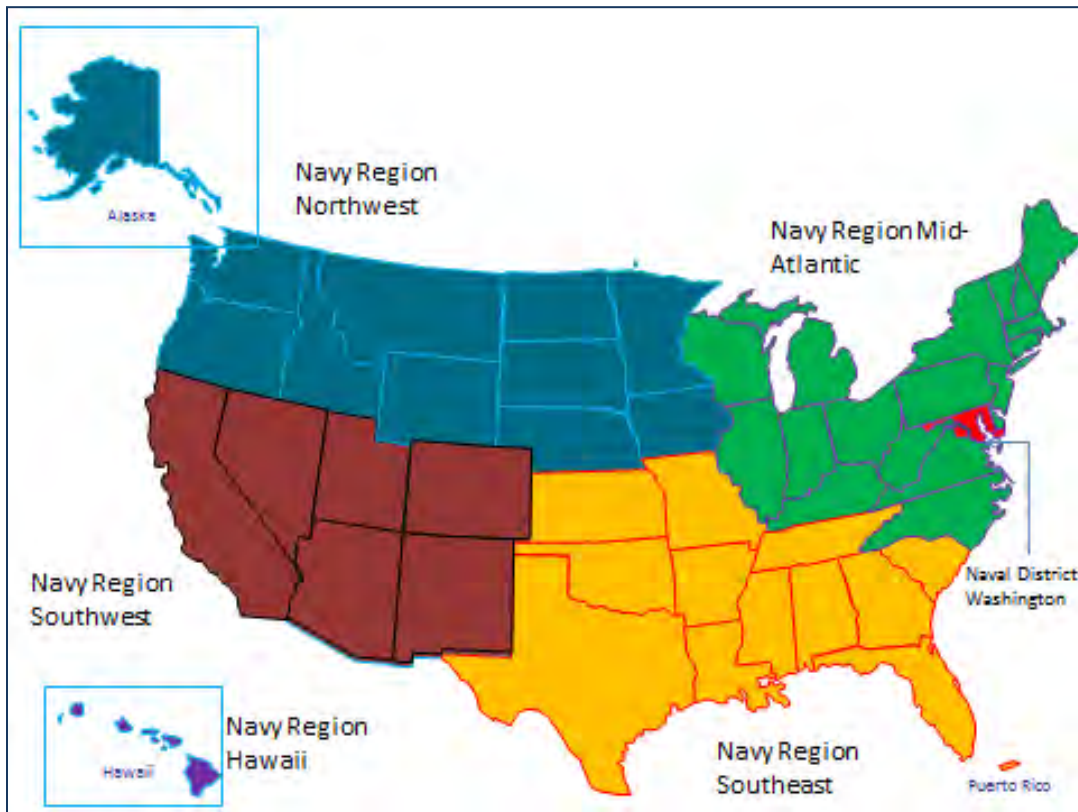 Alaska
Navy Region
Northwest
Navy Region Mid-
Atlantic
Navy Region
Southwest
Naval District
Washington
Navy Region
Hawaii
Hawaii
Navy Region
Southeast
Puerto Rico